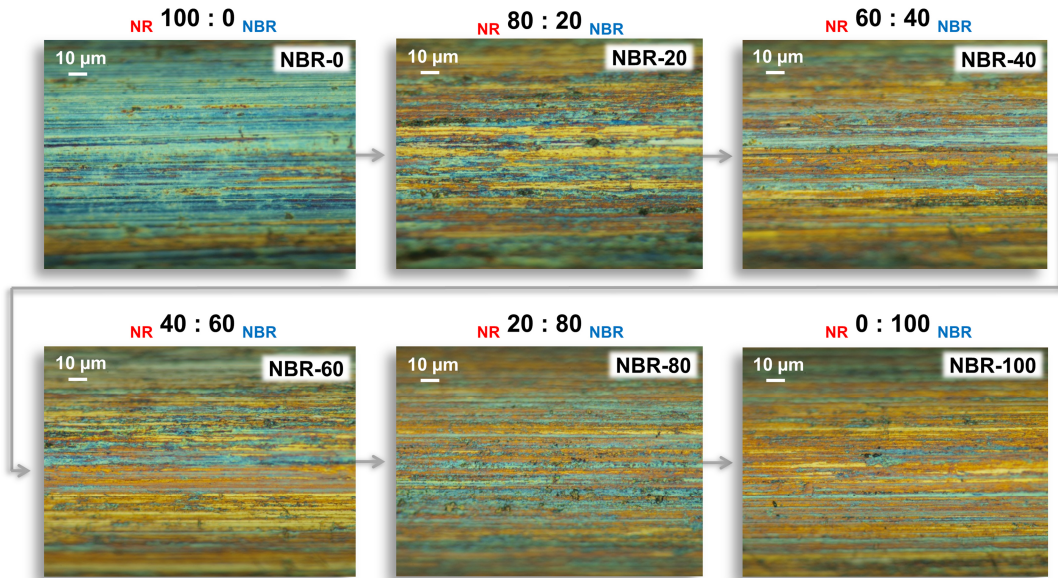 NR 100 : 0 NBR
NR 80 : 20 NBR
NR 60 : 40 NBR
10 µm
NBR-0
10 µm
NBR-20
10 µm
NBR-40
NR 40 : 60 NBR
NR 20 : 80 NBR
NR 0 : 100 NBR
10 µm
NBR-60
10 µm
NBR-80
10 µm
NBR-100